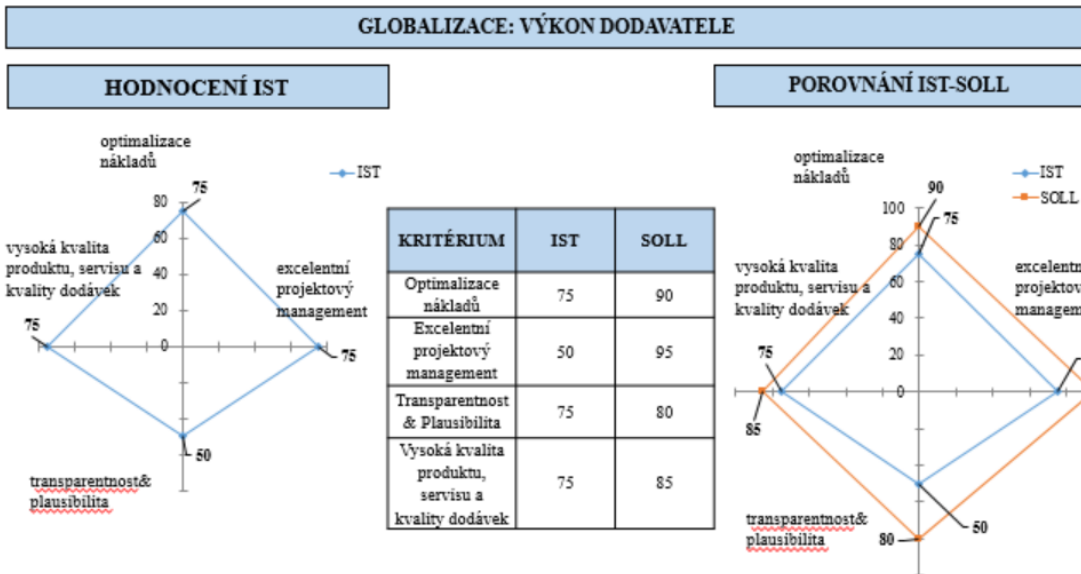 GLOBALIZACE: VÝKON DODAVATELE
HODNOCENÍ IST
POROVNÁNÍ IST-SOLL
optimalizace
nákladů
IST
75
80
60
40
20
0
vysoká kvalita
produktu, servisu a
kvality dodávek
75
excelentní
projektový
management
75
50
transparentnost&
plausibilita
KRITÉRIUM IST SOLL
Optimalizace
nákladů
75 90
Excelentní
projektový
management
50 95
Transparentnost
& Plausibilita
75 80
Vysoká kvalita
produktu,
servisu a
kvality dodávek
75 85
optimalizace
nákladů
IST
SOLL
90
75
100
80
60
40
20
0
vysoká kvalita
produktu, servisu a
kvality dodávek
75
85
excelentn
projektov
managem
50
80
transparentnost&
plausibilita